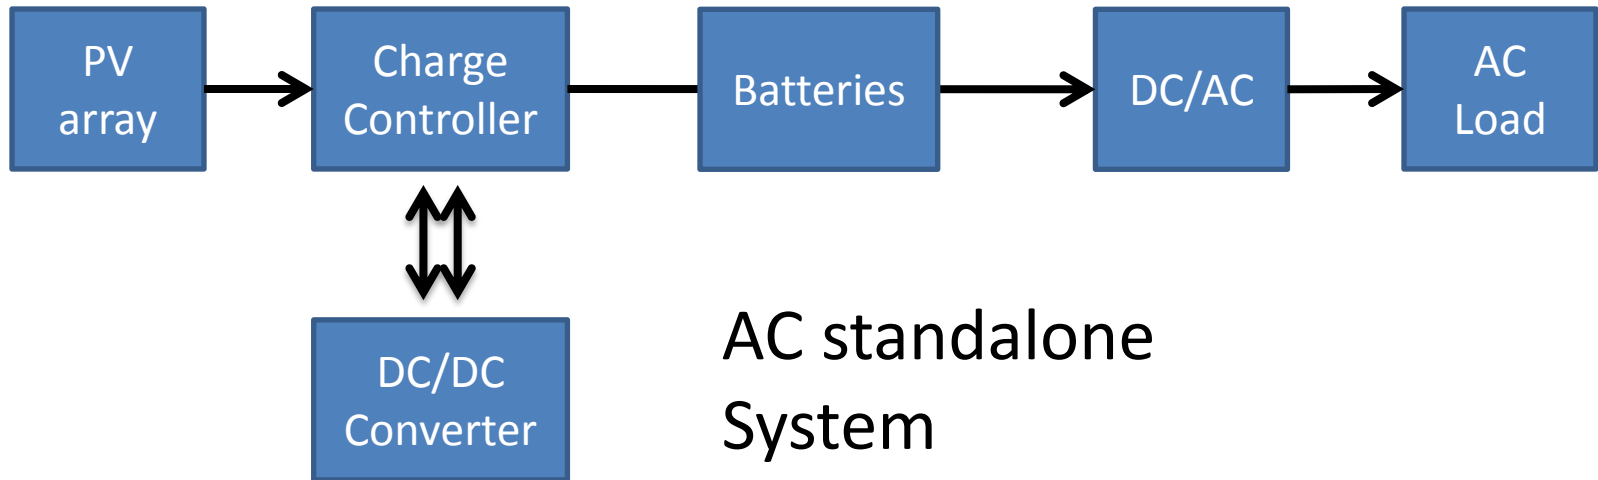 PV
array
Charge
Controller
Batteries
DC/AC
AC
Load
DC/DC
Converter
AC standalone
System